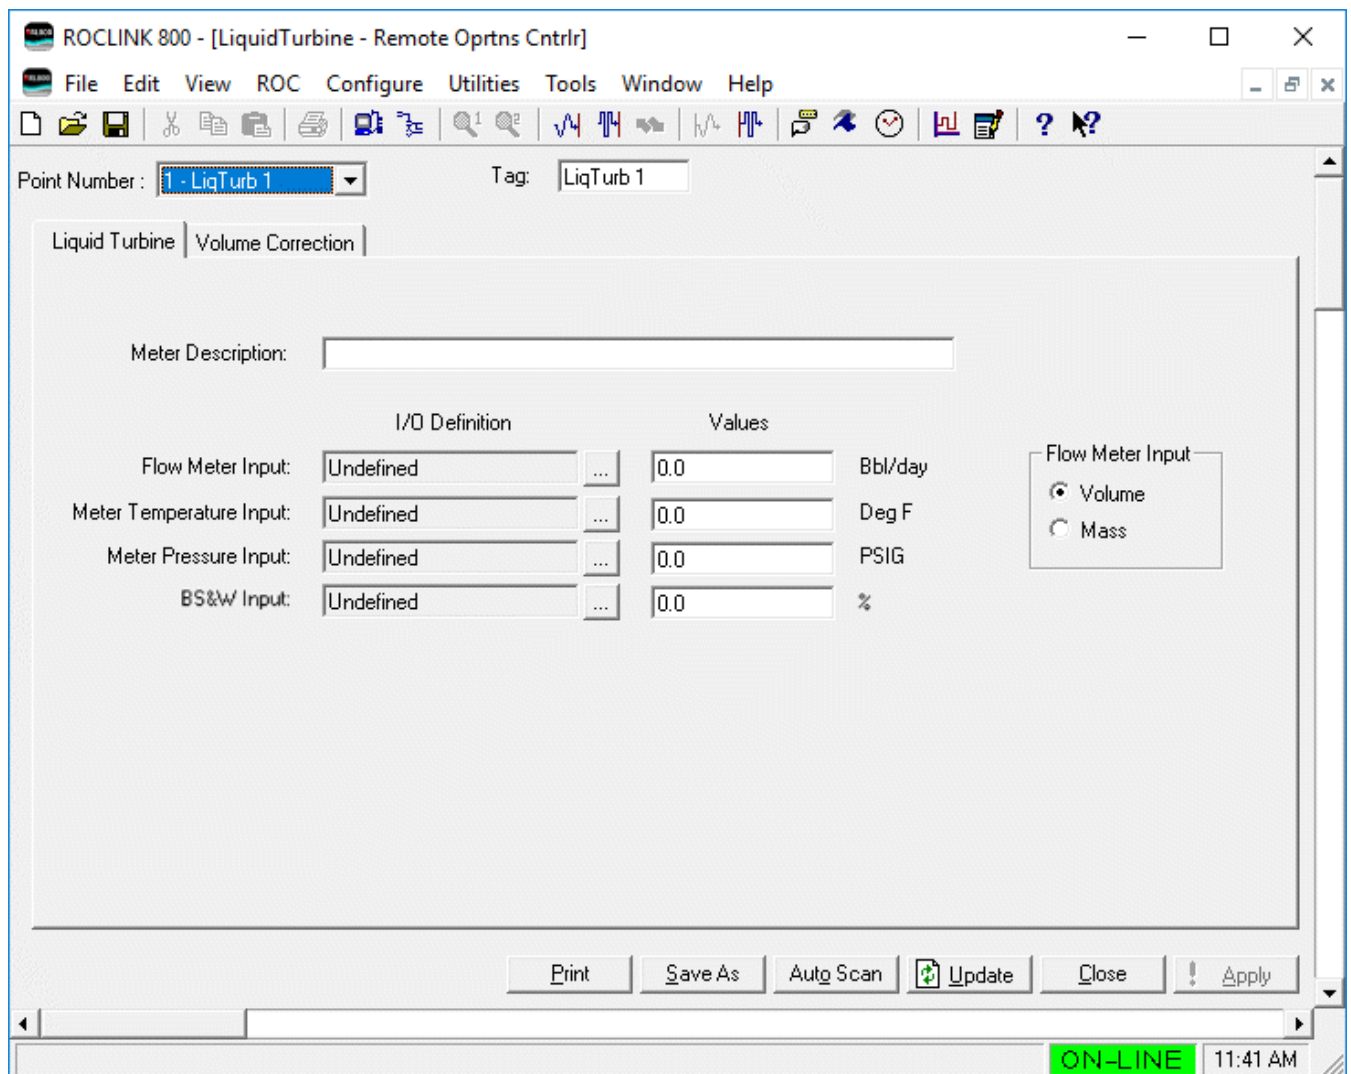 ROCLINK 800 - [LiquidTurbine - Remote Oprtns Cntrlr]
File Edit View ROC Configure Utilities Tools Window Help
Point Number : 1 - LiqTurb 1 Tag: LiqTurb 1
Liquid Turbine Volume Correction
Meter Description:
I/O Definition Values
Flow Meter Input: Undefined ... 0.0 Bbl/day Flow Meter Input
Volume
Meter Temperature Input: Undefined ... 0.0 Deg F
Mass
Meter Pressure Input: Undefined ... 0.0 PSIG
BS&W Input: Undefined ... 0.0 %
Print Save As Auto Scan Update Close ! Apply
ON-LINE 11:41 AM